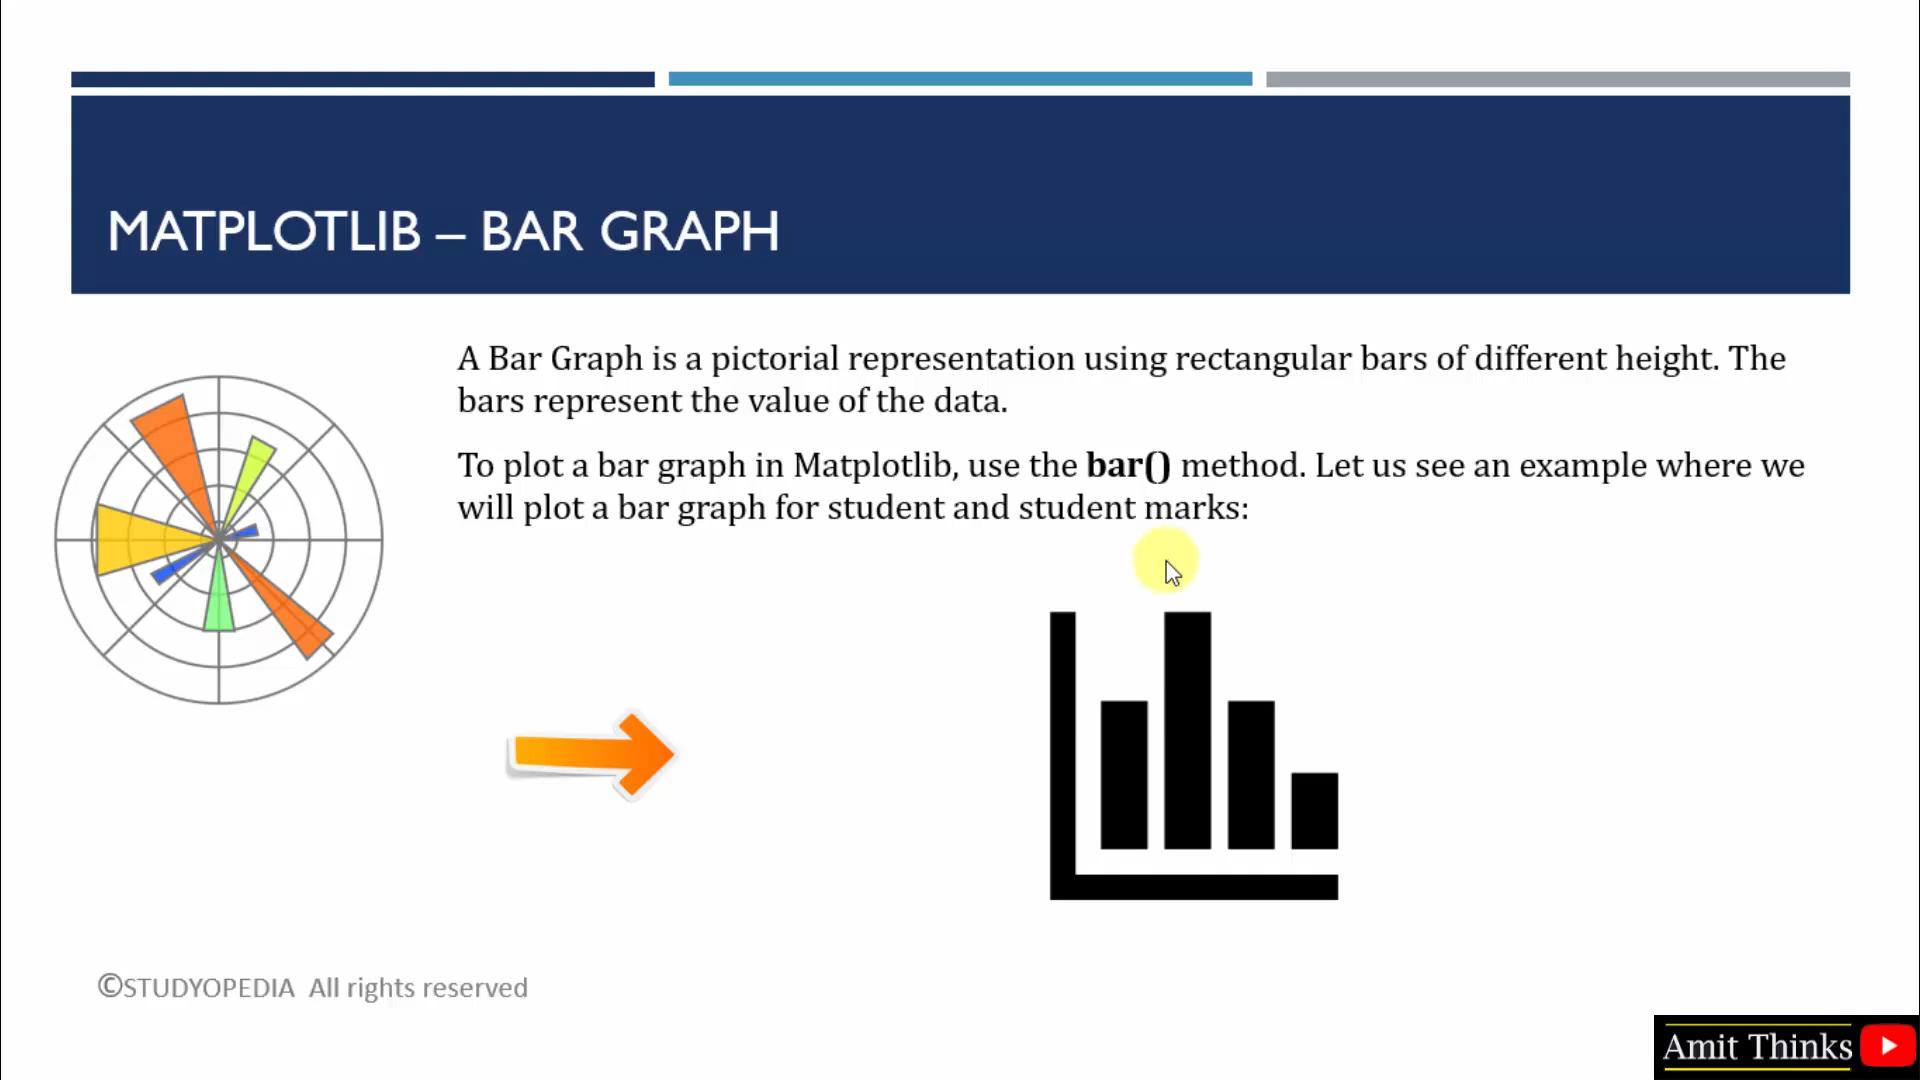 MATPLOTLIB – BAR GRAPH
A Bar Graph is a pictorial representation using rectangular bars of different height. The
bars represent the value of the data.
To plot a bar graph in Matplotlib, use the bar() method. Let us see an example where we
will plot a bar graph for student and student marks:
©STUDYOPEDIA All rights reserved
Amit Thinks